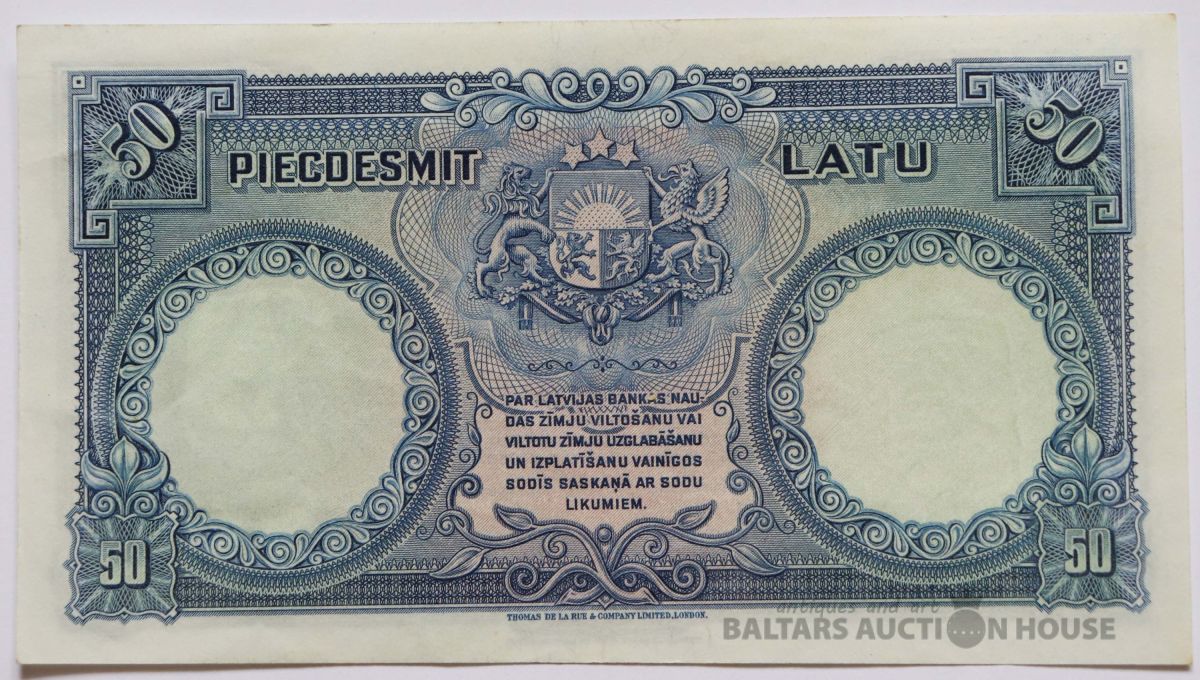 50
50
PIECDESMIT LATU
PAR LATVIJAS BANKAS NAU-
DAS ZĪMJU VILTOŠANU VAI
VILTOTU ZĪMJU UZGLABĀŠANU
UN IZPLATĪŠANU VAINĪGOS
SODĪS SASKAŅĀ AR SODU
LIKUMIEM.
50
50
THOMAS DE LA RUE & COMPANY LIMITED, LONDON.
antiques and art
BALTARS AUCTION HOUSE